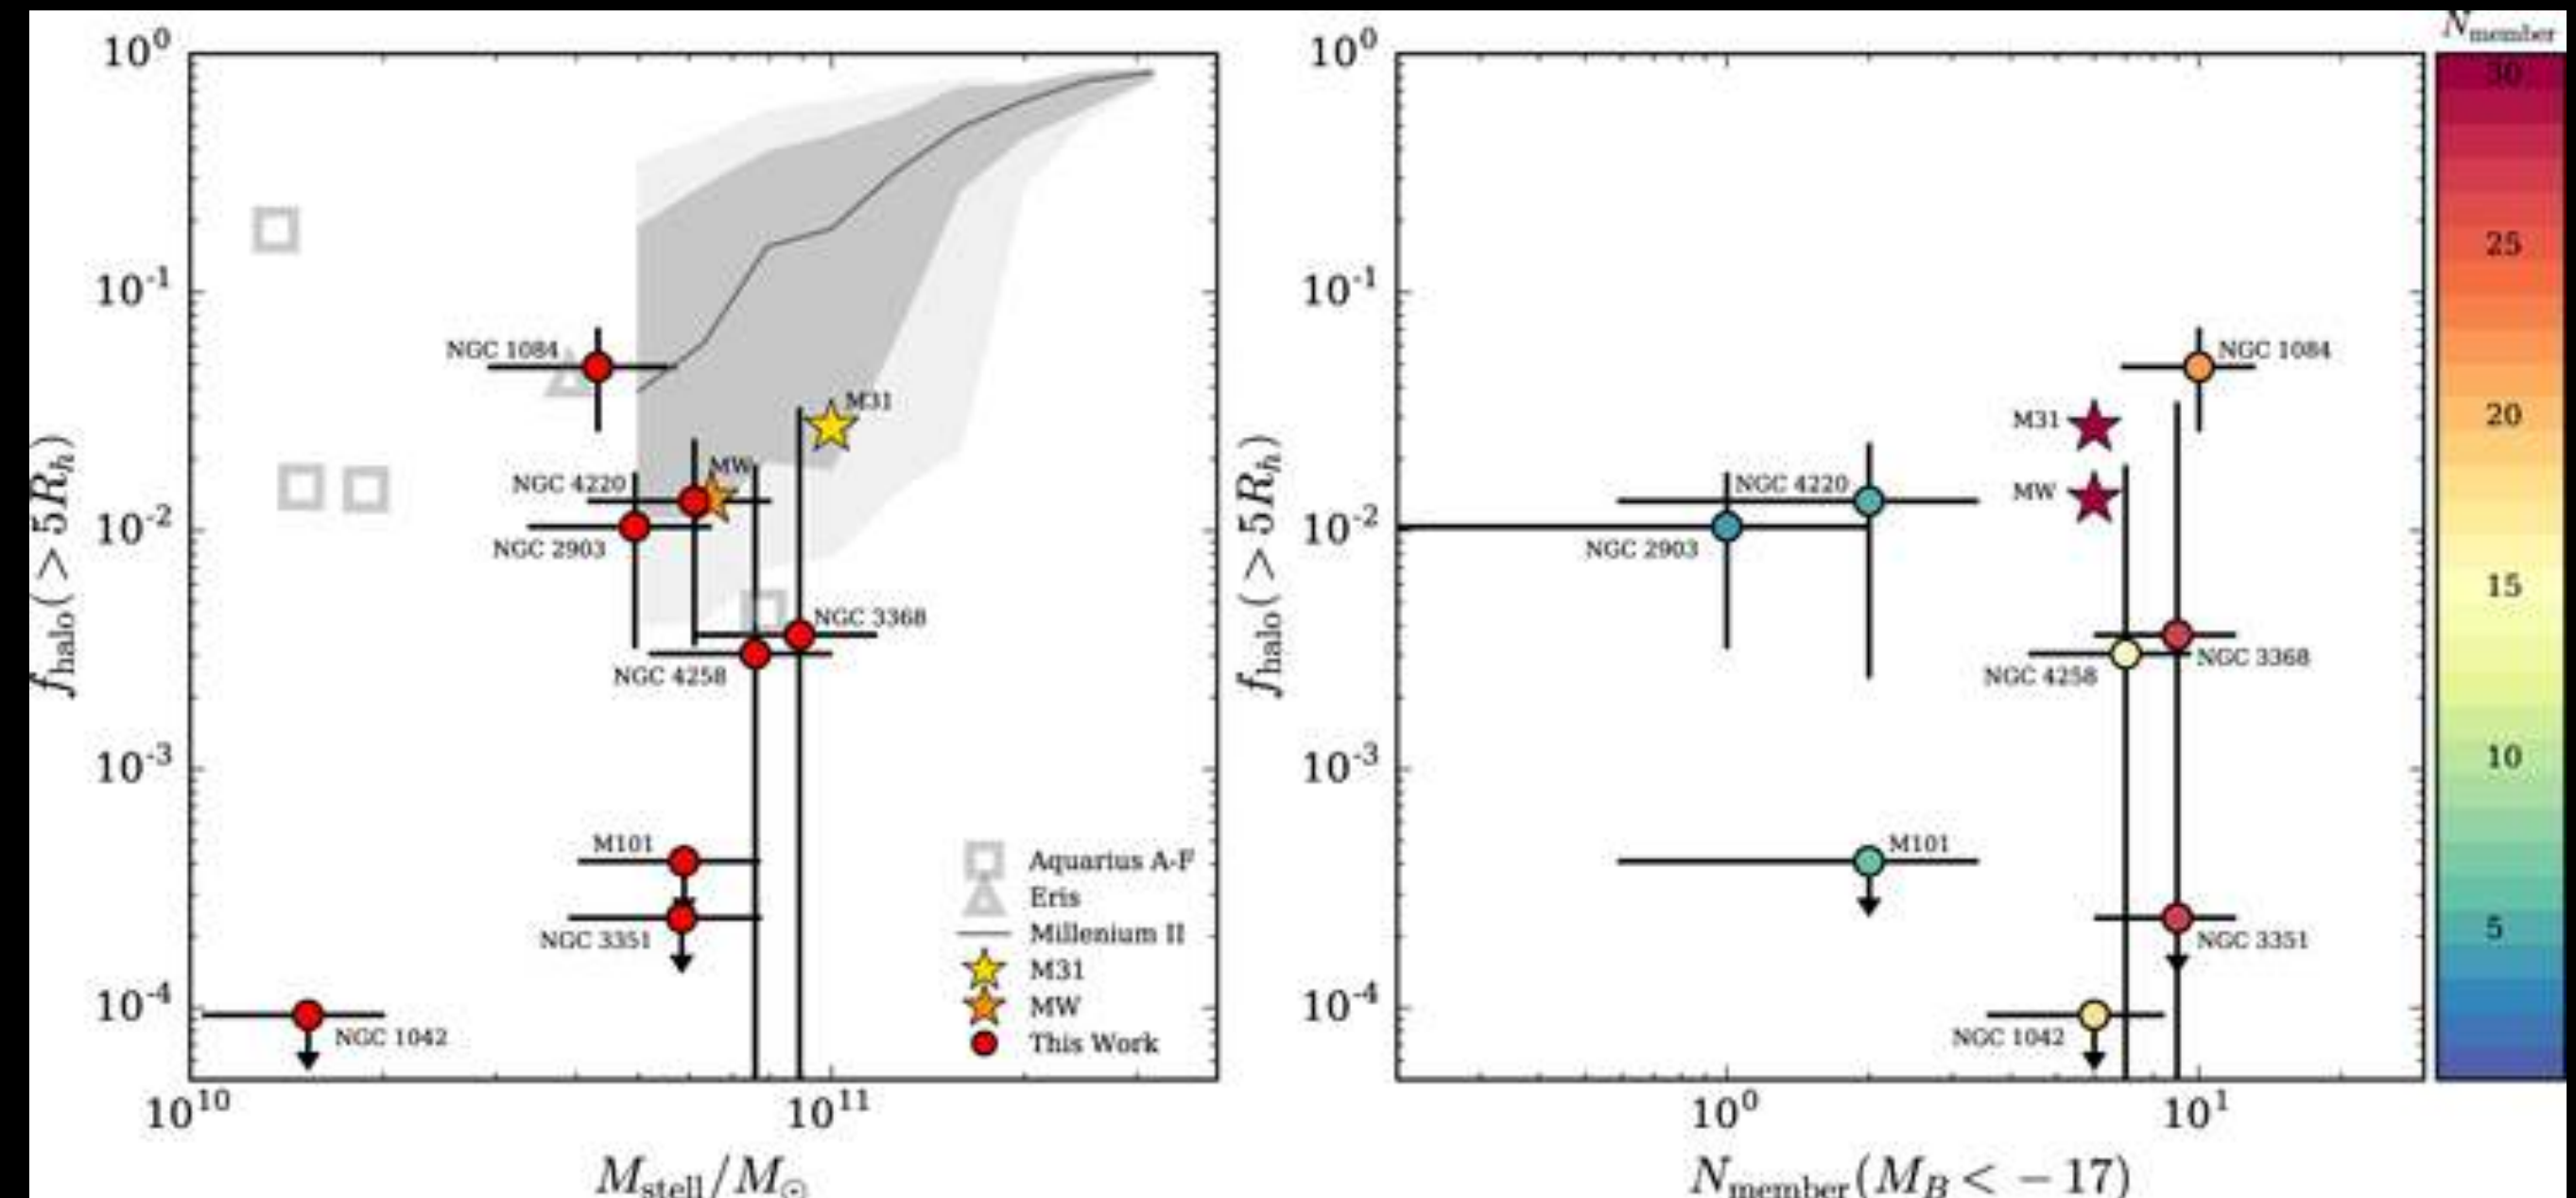 10^0
10^-1
10^-2
10^-3
10^-4
f_halo(> 5R_h)
NGC 1084
M31
MW
NGC 4220
NGC 2903
NGC 3368
NGC 4258
M101
NGC 3351
NGC 1042
Aquarius A-F
Eris
Millenium II
M31
MW
This Work
10^10
10^11
M_stell/M_⊙
10^0
10^-1
10^-2
10^-3
10^-4
f_halo(> 5R_h)
NGC 1084
M31
MW
NGC 4220
NGC 2903
NGC 3368
NGC 4258
M101
NGC 3351
NGC 1042
10^0
10^1
N_member(M_B < −17)
N_member
30
25
20
15
10
5